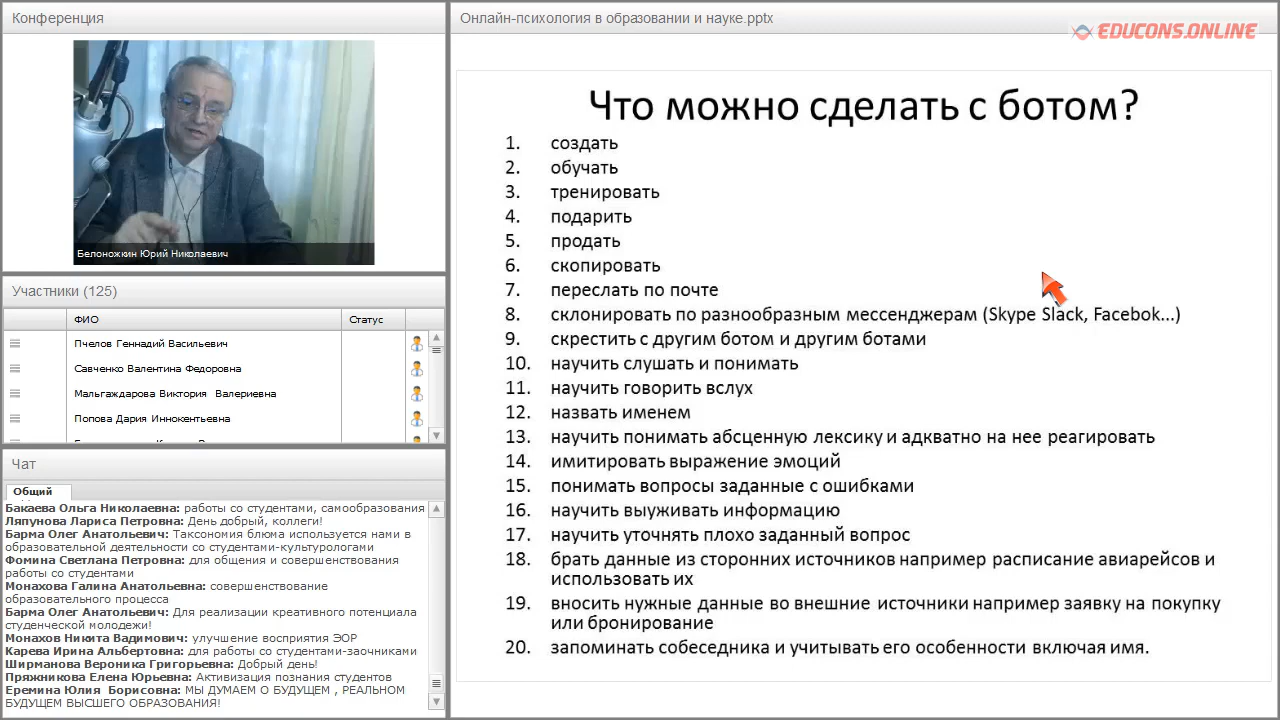 Конференция
Белоножкин Юрий Николаевич
Участники (125)
ФИО
Статус
Пчелов Геннадий Васильевич
Савченко Валентина Федоровна
Мальгаждарова Виктория Валериевна
Попова Дария Иннокентьевна
Чат
Общий
Бакаева Ольга Николаевна: работы со студентами, самообразования
Ляпунова Лариса Петровна: День добрый, коллеги!
Барма Олег Анатольевич: Таксономия блюма используется нами в
образовательной деятельности со студентами-культурологами
Фомина Светлана Петровна: для общения и совершенствования
работы со студентами
Монахова Галина Анатольевна: совершенствование
образовательного процесса
Барма Олег Анатольевич: Для реализации креативного потенциала
студенческой молодежи!
Монахов Никита Вадимович: улучшение восприятия ЭОР
Карева Ирина Альбертовна: для работы со студентами-заочниками
Ширманова Вероника Григорьевна: Добрый день!
Пряжникова Елена Юрьевна: Активизация познания студентов
Еремина Юлия Борисовна: МЫ ДУМАЕМ О БУДУЩЕМ , РЕАЛЬНОМ
БУДУЩЕМ ВЫСШЕГО ОБРАЗОВАНИЯ!
Онлайн-психология в образовании и науке.pptx
EDUCONS.ONLINE
Что можно сделать с ботом?
1. создать
2. обучать
3. тренировать
4. подарить
5. продать
6. скопировать
7. переслать по почте
8. склонировать по разнообразным мессенджерам (Skype Slack, Facebok...)
9. скрестить с другим ботом и другим ботами
10. научить слушать и понимать
11. научить говорить вслух
12. назвать именем
13. научить понимать абсценную лексику и адкватно на нее реагировать
14. имитировать выражение эмоций
15. понимать вопросы заданные с ошибками
16. научить выуживать информацию
17. научить уточнять плохо заданный вопрос
18. брать данные из сторонних источников например расписание авиарейсов и
использовать их
19. вносить нужные данные во внешние источники например заявку на покупку
или бронирование
20. запоминать собеседника и учитывать его особенности включая имя.